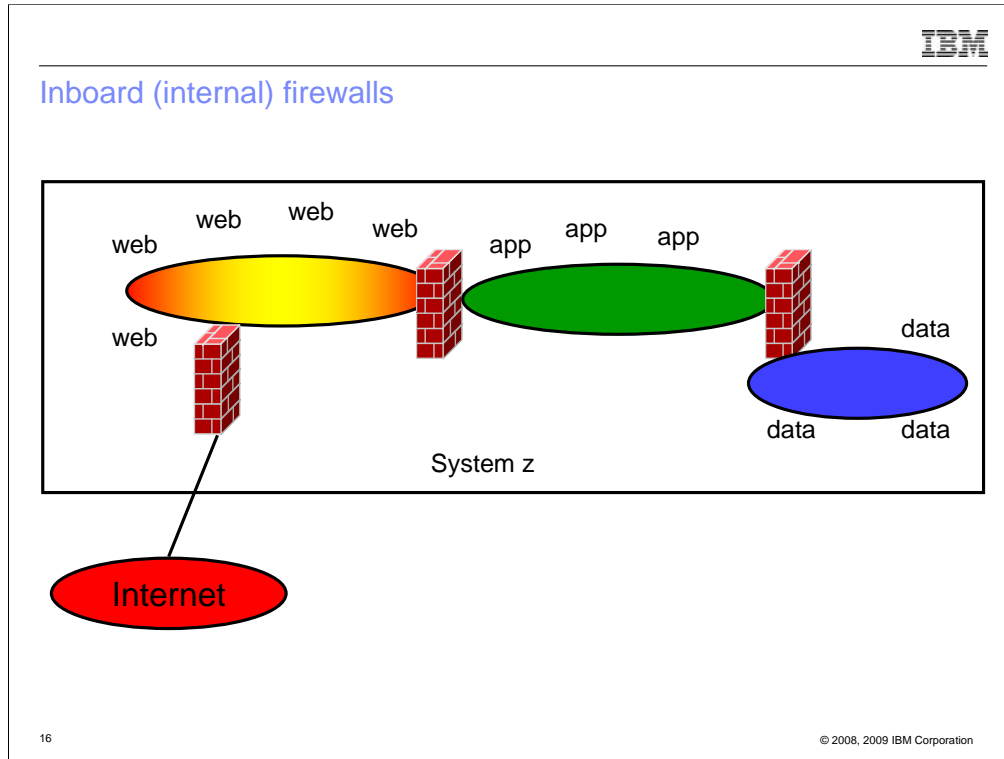 IBM
Inboard (internal) firewalls
web
web
web
web
web
app
app
app
data
data
data
System z
Internet
16
© 2008, 2009 IBM Corporation